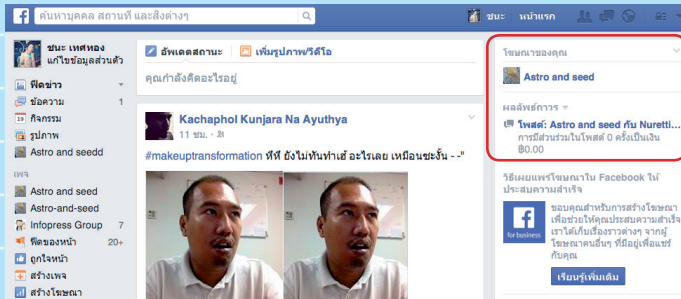 ค้นหาบุคคล สถานที่ และสิ่งต่างๆ
ชนะ
หน้าแรก
ชนะ เทศทอง
แก้ไขข้อมูลส่วนตัว
ฟีดข่าว
ข้อความ 1
กิจกรรม
รูปภาพ
Astro and seedd
เพจ
Astro and seed
Astro-and-seed
Infopress Group 7
ฟีดของหน้า 20+
ถูกใจหน้า
สร้างเพจ
สร้างโฆษณา
อัพเดตสถานะ
เพิ่มรูปภาพ/วีดีโอ
คุณกำลังคิดอะไรอยู่
Kachaphol Kunjara Na Ayuthya
11 ชม.
#makeuptransformation ทีที ยังไม่ทันทำเฮ้ อะไรเลย เหมือนซะงั้น - -"
โฆษณาของคุณ
Astro and seed
ผลลัพธ์ถาวร
โพสต์: Astro and seed กับ Nuretti...
การมีส่วนร่วมในโพสต์ 0 ครั้งเป็นเงิน
฿0.00
วิธีเผยแพร่โฆษณาใน Facebook ให้
ประสบความสำเร็จ
for business
ขอบคุณสำหรับการสร้างโฆษณา
เพื่อช่วยให้คุณประสบความสำเร็จ
เราได้เก็บเรื่องราวต่างๆ จากผู้
โฆษณาคนอื่นๆ ที่มีอยู่เพื่อแชร์
กับคุณ
เรียนรู้เพิ่มเติม